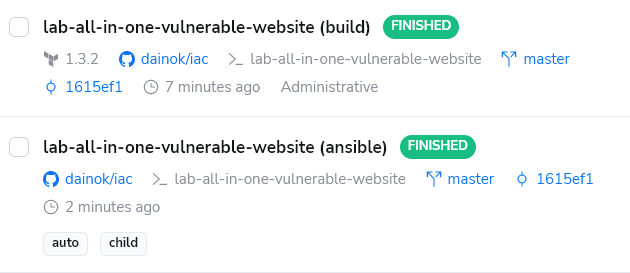 lab-all-in-one-vulnerable-website (build) FINISHED
1.3.2 dainok/iac lab-all-in-one-vulnerable-website master
1615ef1 7 minutes ago Administrative
lab-all-in-one-vulnerable-website (ansible) FINISHED
dainok/iac lab-all-in-one-vulnerable-website master 1615ef1
2 minutes ago
auto child